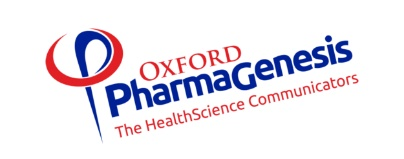 OXFORD
PharmaGenesis
The HealthScience Communicators